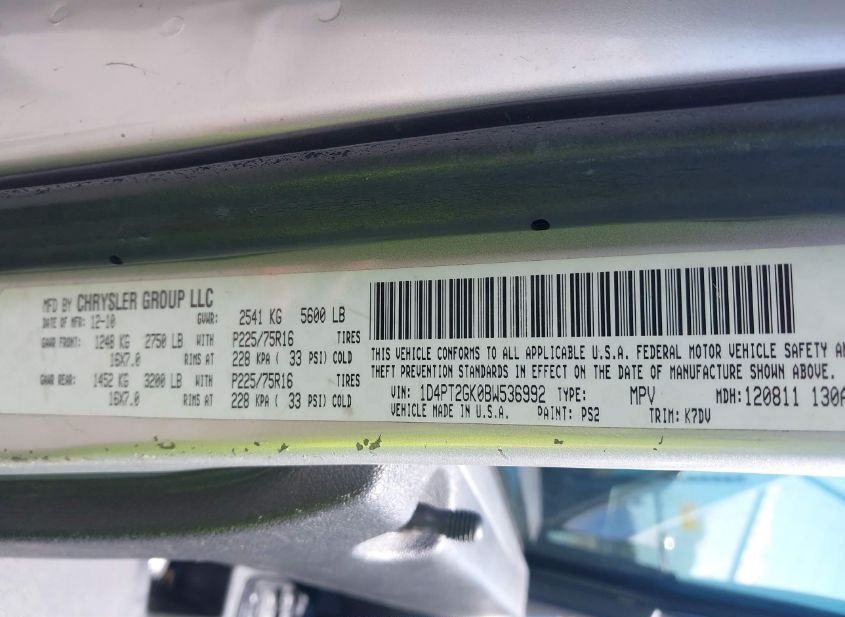 MFD BY CHRYSLER GROUP LLC
DATE OF MFR: 12-10 GVWR: 2541 KG 5600 LB
GAWR FRONT: 1248 KG 2750 LB WITH P225/75R16 TIRES
16X7.0 RIMS AT 228 KPA ( 33 PSI) COLD
GAWR REAR: 1452 KG 3200 LB WITH P225/75R16 TIRES
16X7.0 RIMS AT 228 KPA ( 33 PSI) COLD
THIS VEHICLE CONFORMS TO ALL APPLICABLE U.S.A. FEDERAL MOTOR VEHICLE SAFETY
THEFT PREVENTION STANDARDS IN EFFECT ON THE DATE OF MANUFACTURE SHOWN ABOVE.
VIN: 1D4PT2GK0BW536992 TYPE: MPV MDH: 120811
VEHICLE MADE IN U.S.A. PAINT: PS2 TRIM: K7DV